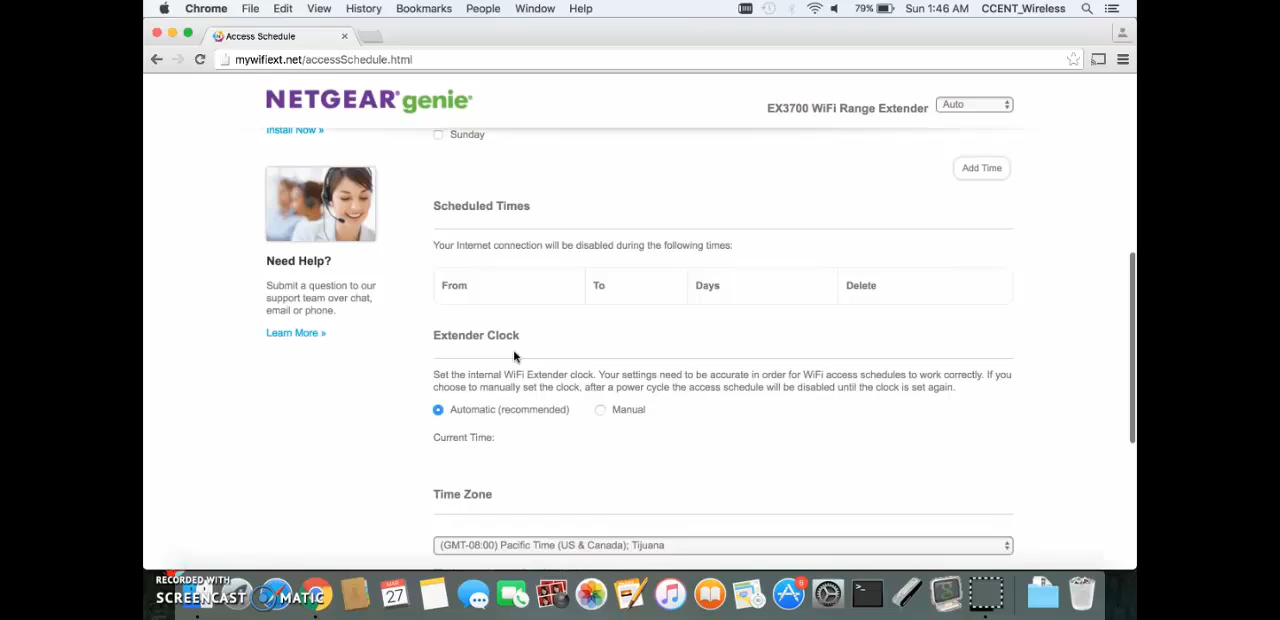 Chrome File Edit View History Bookmarks People Window Help 79% Sun 1:46 AM CCENT_Wireless
Access Schedule
mywifiext.net/accessSchedule.html
NETGEAR® genie®
EX3700 WiFi Range Extender Auto
Install Now »
Sunday
Add Time
Scheduled Times
Your Internet connection will be disabled during the following times:
From To Days Delete
Need Help?
Submit a question to our
support team over chat,
email or phone.
Learn More »
Extender Clock
Set the internal WiFi Extender clock. Your settings need to be accurate in order for WiFi access schedules to work correctly. If you
choose to manually set the clock, after a power cycle the access schedule will be disabled until the clock is set again.
Automatic (recommended) Manual
Current Time:
Time Zone
(GMT-08:00) Pacific Time (US & Canada); Tijuana
RECORDED WITH
SCREENCAST MATIC
MAR
27
6